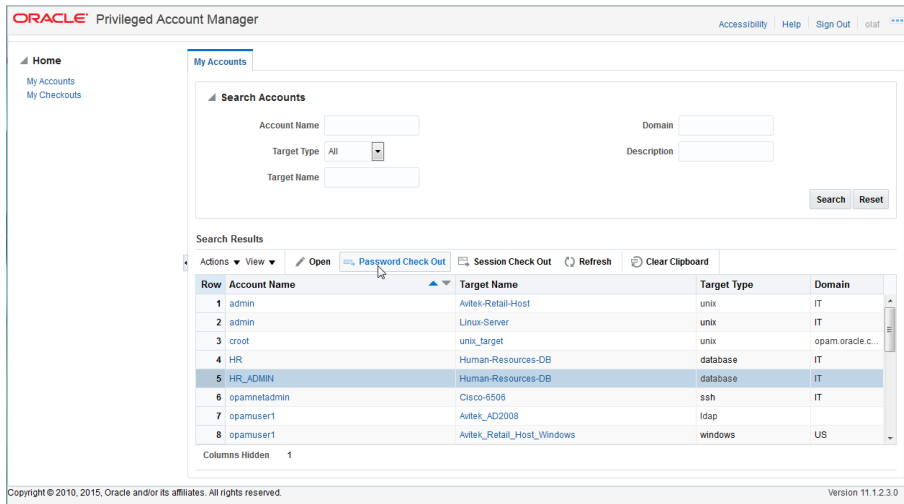 ORACLE® Privileged Account Manager
Accessibility Help Sign Out olaf
Home
My Accounts
My Checkouts
My Accounts
Search Accounts
Account Name
Domain
Target Type All
Description
Target Name
Search Reset
Search Results
Actions View Open Password Check Out Session Check Out Refresh Clear Clipboard
Row Account Name Target Name Target Type Domain
1 admin Avitek-Retail-Host unix IT
2 admin Linux-Server unix IT
3 croot unix_target unix opam.oracle.c...
4 HR Human-Resources-DB database IT
5 HR_ADMIN Human-Resources-DB database IT
6 opamnetadmin Cisco-6506 ssh IT
7 opamuser1 Avitek_AD2008 ldap
8 opamuser1 Avitek_Retail_Host_Windows windows US
Columns Hidden 1
Copyright © 2010, 2015, Oracle and/or its affiliates. All rights reserved.
Version 11.1.2.3.0